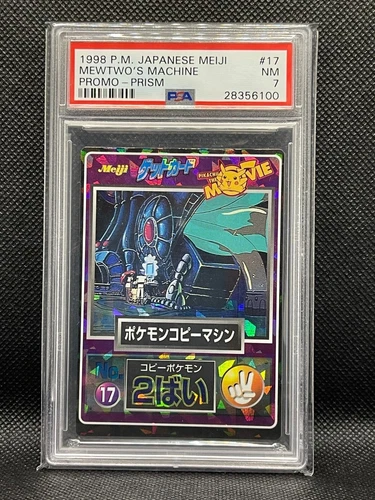 1998 P.M. JAPANESE MEIJI #17
MEWTWO'S MACHINE NM
PROMO-PRISM 7
PSA 28356100
Meiji ゲットカード PIKACHU THE MOVIE
ポケモンコピーマシン
No. コピーポケモン
17 2ばい